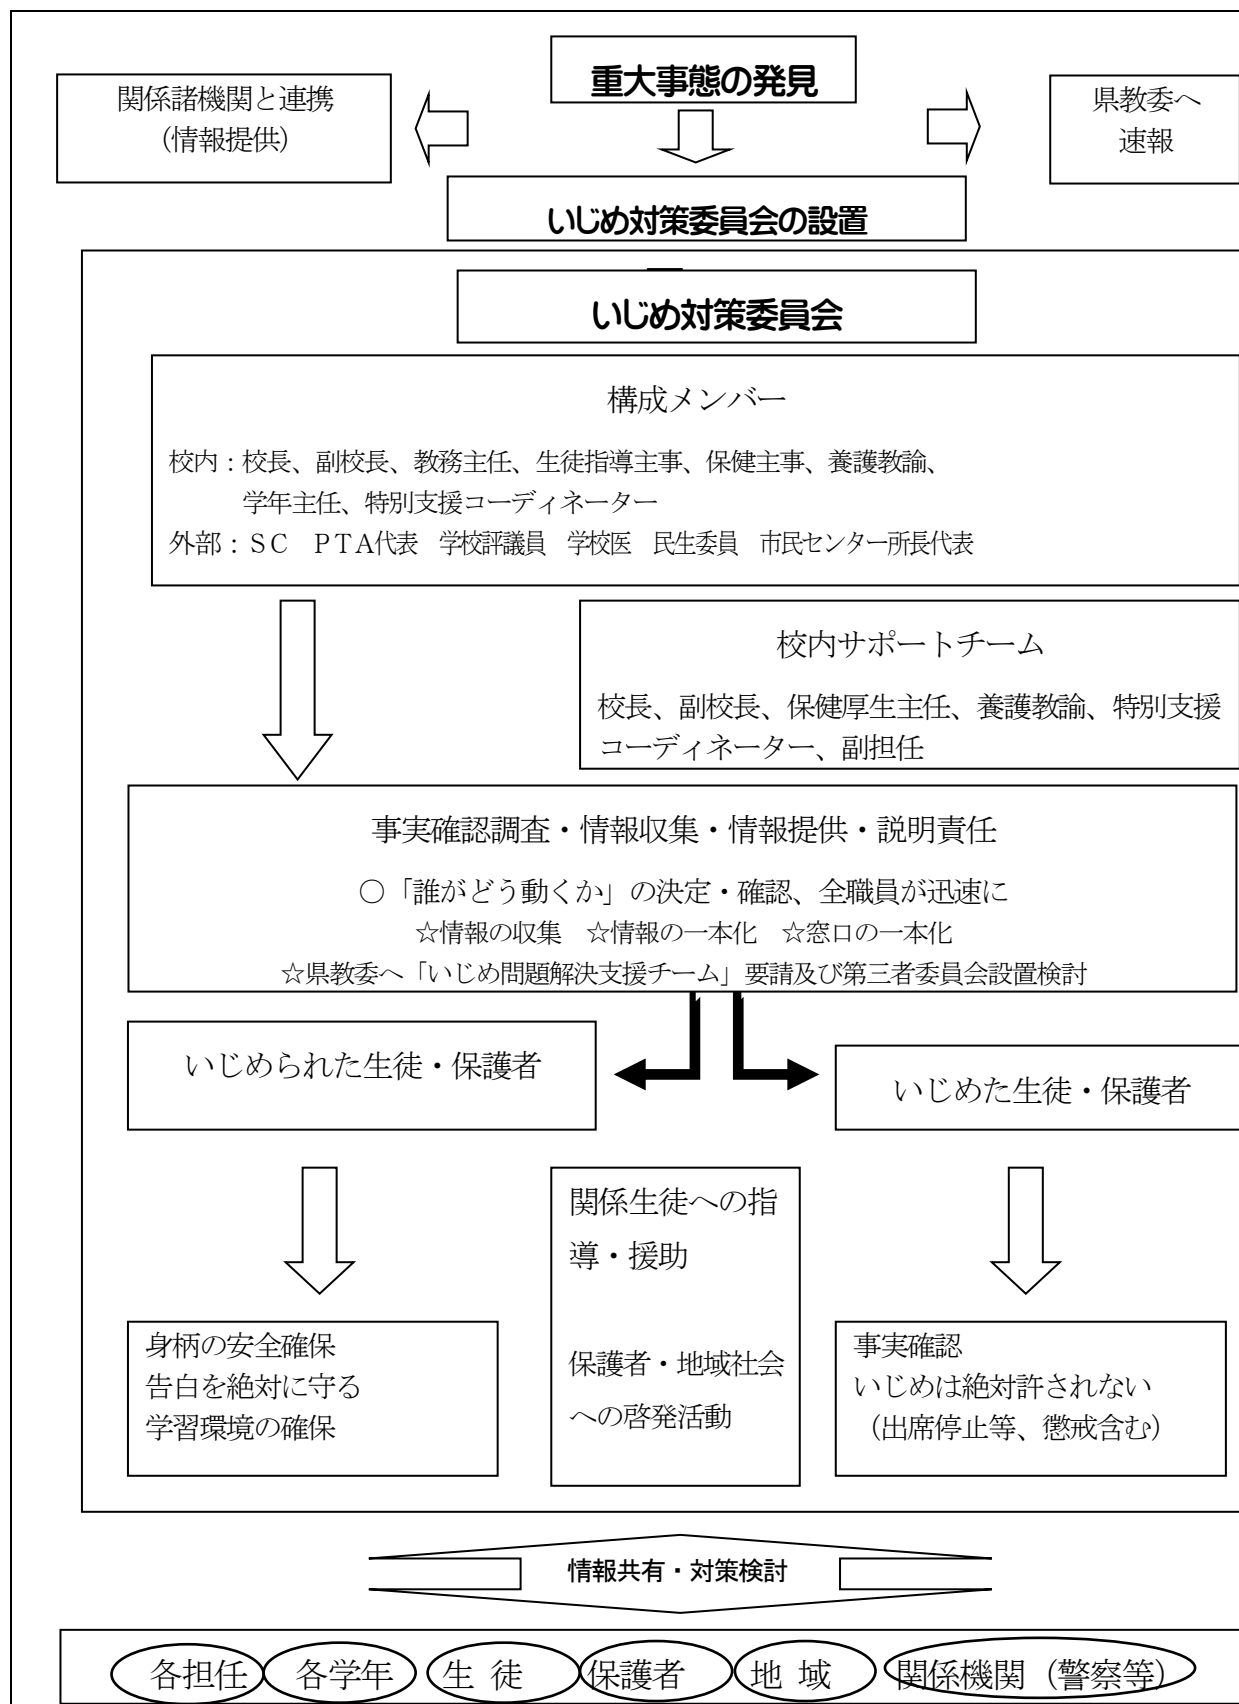 重大事態の発見
関係諸機関と連携
（情報提供）
県教委へ
速報
いじめ対策委員会の設置
いじめ対策委員会
構成メンバー
校内：校長、副校長、教務主任、生徒指導主事、保健主事、養護教諭、
学年主任、特別支援コーディネーター
外部：ＳＣ　ＰＴＡ代表　学校評議員　学校医　民生委員　市民センター所長代表
校内サポートチーム
校長、副校長、保健厚生主任、養護教諭、特別支援
コーディネーター、副担任
事実確認調査・情報収集・情報提供・説明責任
○「誰がどう動くか」の決定・確認、全職員が迅速に
☆情報の収集　☆情報の一本化　☆窓口の一本化
☆県教委へ「いじめ問題解決支援チーム」要請及び第三者委員会設置検討
いじめられた生徒・保護者
いじめた生徒・保護者
関係生徒への指
導・援助
保護者・地域社会
への啓発活動
身柄の安全確保
告白を絶対に守る
学習環境の確保
事実確認
いじめは絶対許されない
（出席停止等、懲戒含む）
情報共有・対策検討
各担任　各学年　生 徒　保護者　地 域　関係機関（警察等）